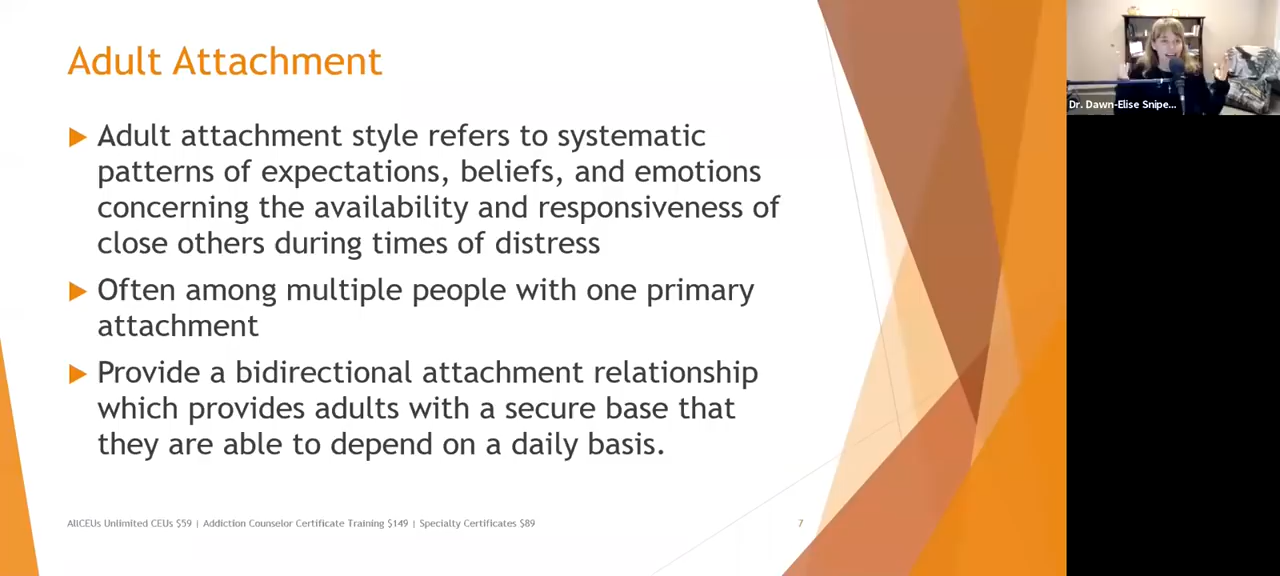 Adult Attachment
Adult attachment style refers to systematic
patterns of expectations, beliefs, and emotions
concerning the availability and responsiveness of
close others during times of distress
Often among multiple people with one primary
attachment
Provide a bidirectional attachment relationship
which provides adults with a secure base that
they are able to depend on a daily basis.
AllCEUs Unlimited CEUs $59 | Addiction Counselor Certificate Training $149 | Specialty Certificates $89
7
Dr. Dawn-Elise Snipe...